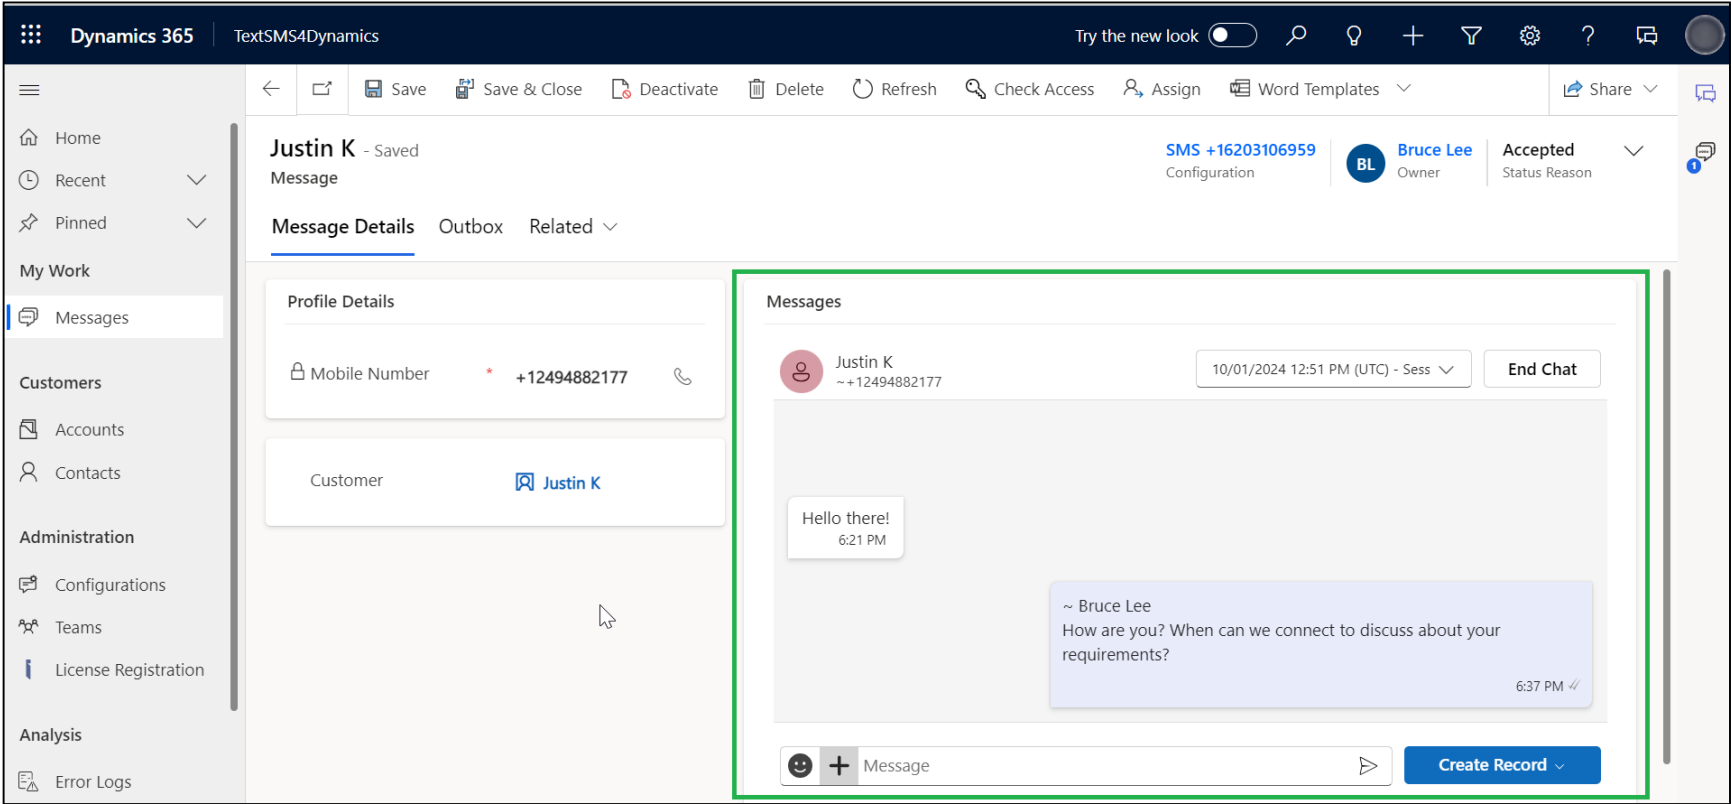 Dynamics 365
TextSMS4Dynamics
Try the new look
Save
Save & Close
Deactivate
Delete
Refresh
Check Access
Assign
Word Templates
Share
Home
Recent
Pinned
My Work
Messages
Customers
Accounts
Contacts
Administration
Configurations
Teams
License Registration
Analysis
Error Logs
Justin K - Saved
Message
SMS +16203106959
Configuration
BL
Bruce Lee
Owner
Accepted
Status Reason
1
Message Details
Outbox
Related
Profile Details
Mobile Number
*
+12494882177
Customer
Justin K
Messages
Justin K
~+12494882177
10/01/2024 12:51 PM (UTC) - Sess
End Chat
Hello there!
6:21 PM
~ Bruce Lee
How are you? When can we connect to discuss about your
requirements?
6:37 PM
Message
Create Record